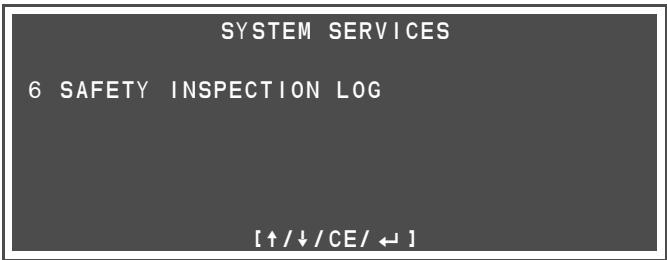 SYSTEM SERVICES
6 SAFETY INSPECTION LOG
[↑/↓/CE/ ↵ ]